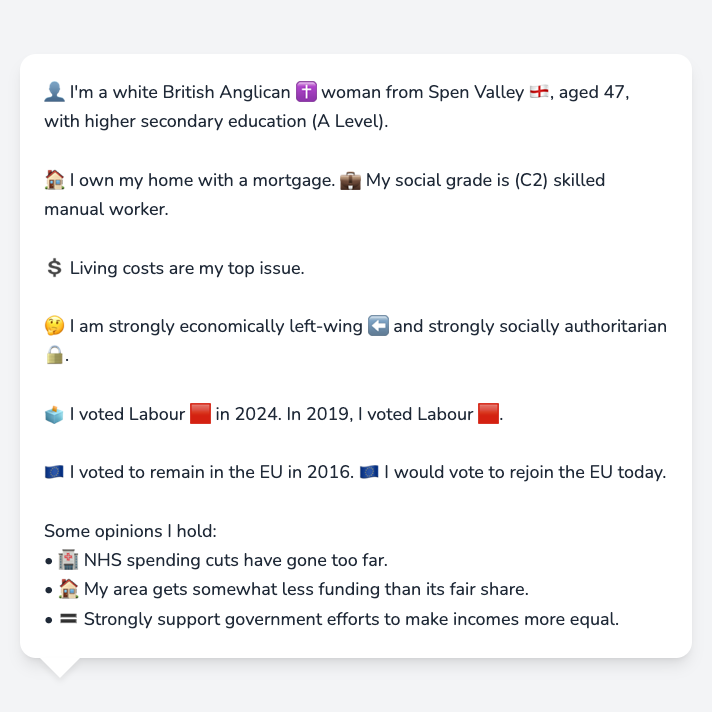 👤 I'm a white British Anglican ✝️ woman from Spen Valley 🏴󠁧󠁢󠁥󠁮󠁧󠁿, aged 47,
with higher secondary education (A Level).
🏠 I own my home with a mortgage. 💼 My social grade is (C2) skilled
manual worker.
💲 Living costs are my top issue.
🤔 I am strongly economically left-wing ⬅️ and strongly socially authoritarian
🔒.
🗳️ I voted Labour 🟥 in 2024. In 2019, I voted Labour 🟥.
🇪🇺 I voted to remain in the EU in 2016. 🇪🇺 I would vote to rejoin the EU today.
Some opinions I hold:
• 🏥 NHS spending cuts have gone too far.
• 🏠 My area gets somewhat less funding than its fair share.
• 🟰 Strongly support government efforts to make incomes more equal.